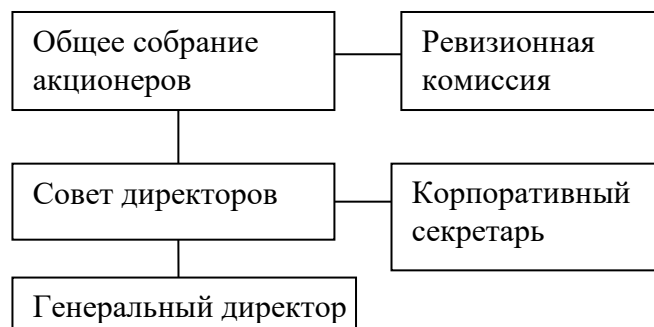 Общее собрание
акционеров
Ревизионная
комиссия
Совет директоров
Корпоративный
секретарь
Генеральный директор